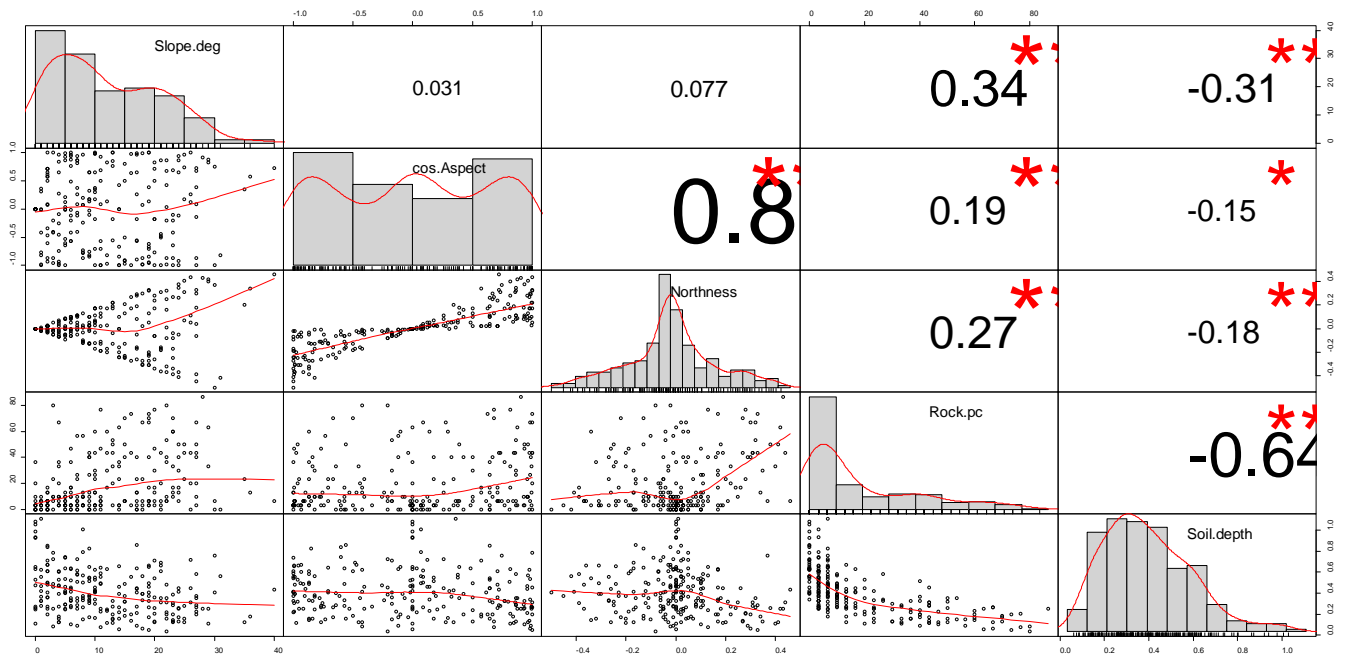 -1.0 -0.5 0.0 0.5 1.0 0 20 40 60 80
Slope.deg 0.031 0.077 0.34 ** -0.31 ** 0 10 20 30 40
-1.0 -0.5 0.0 0.5 1.0 cos.Aspect 0.8 ** 0.19 ** -0.15 *
Northness 0.27 ** -0.18 ** -0.4 -0.2 0.0 0.2 0.4
0 20 40 60 80 Rock.pc -0.64 **
Soil.depth 0.0 0.2 0.4 0.6 0.8 1.0
0 10 20 30 40 -0.4 -0.2 0.0 0.2 0.4 0.0 0.2 0.4 0.6 0.8 1.0